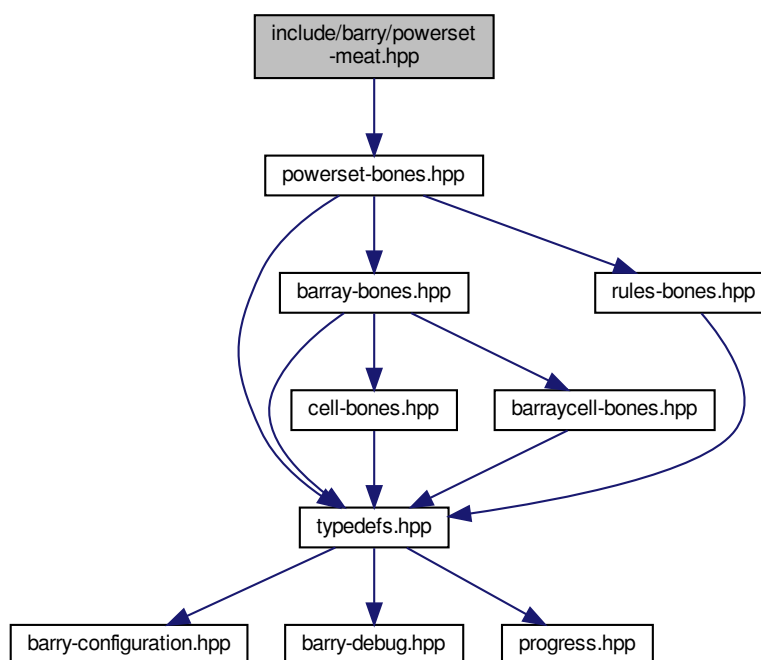 include/barry/powerset
-meat.hpp
powerset-bones.hpp
barray-bones.hpp
rules-bones.hpp
cell-bones.hpp
barraycell-bones.hpp
typedefs.hpp
barry-configuration.hpp
barry-debug.hpp
progress.hpp